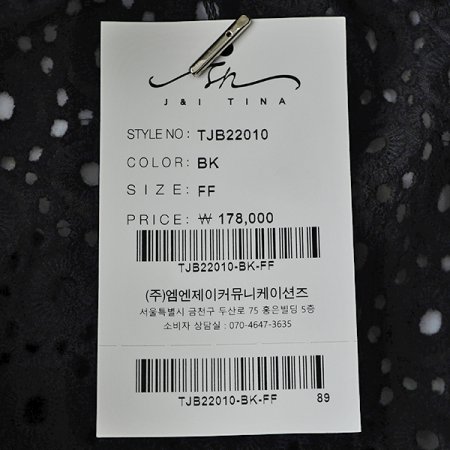 J&I TINA
STYLE NO: TJB22010
COLOR: BK
SIZE: FF
PRICE: ₩ 178,000
TJB22010-BK-FF
(주)엠엔제이커뮤니케이션즈
서울특별시 금천구 두산로 75 홍은빌딩 5층
소비자 상담실 : 070-4647-3635
TJB22010-BK-FF 89